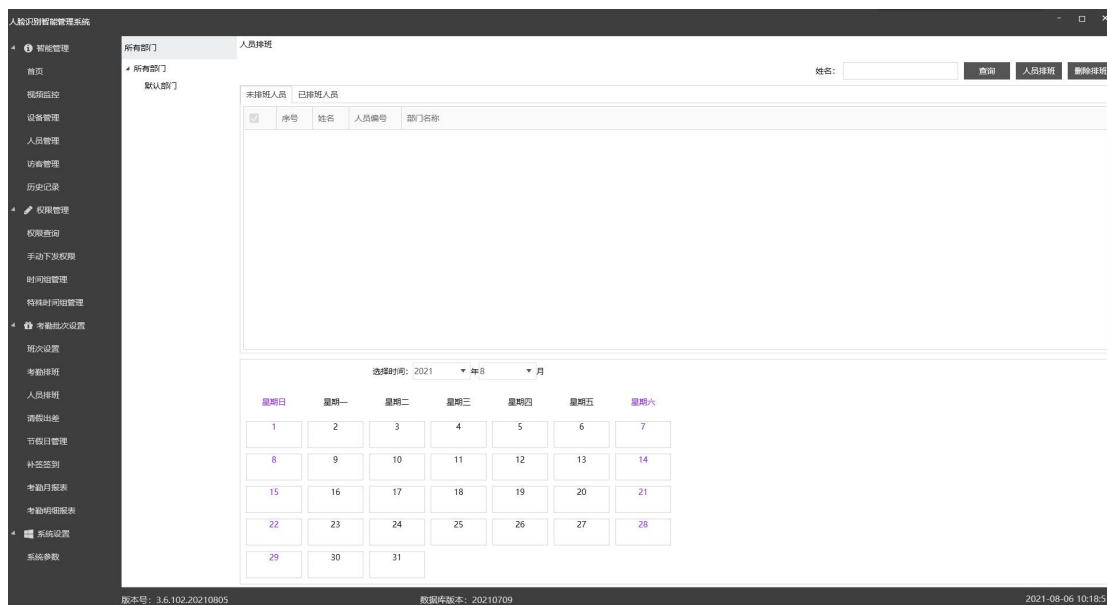 人脸识别智能管理系统
智能管理
首页
视频监控
设备管理
人员管理
访客管理
历史记录
权限管理
权限查询
手动下发权限
时间组管理
特殊时间组管理
考勤批次设置
班次设置
考勤排班
人员排班
请假出差
节假日管理
补签签到
考勤月报表
考勤明细报表
系统设置
系统参数
所有部门
所有部门
默认部门
人员排班
姓名: 查询 人员排班 删除排班
未排班人员 已排班人员
序号 姓名 人员编号 部门名称
选择时间: 2021 年 8 月
星期日 星期一 星期二 星期三 星期四 星期五 星期六
1 2 3 4 5 6 7
8 9 10 11 12 13 14
15 16 17 18 19 20 21
22 23 24 25 26 27 28
29 30 31
版本号: 3.6.102.20210805 数据库版本: 20210709 2021-08-06 10:18:5